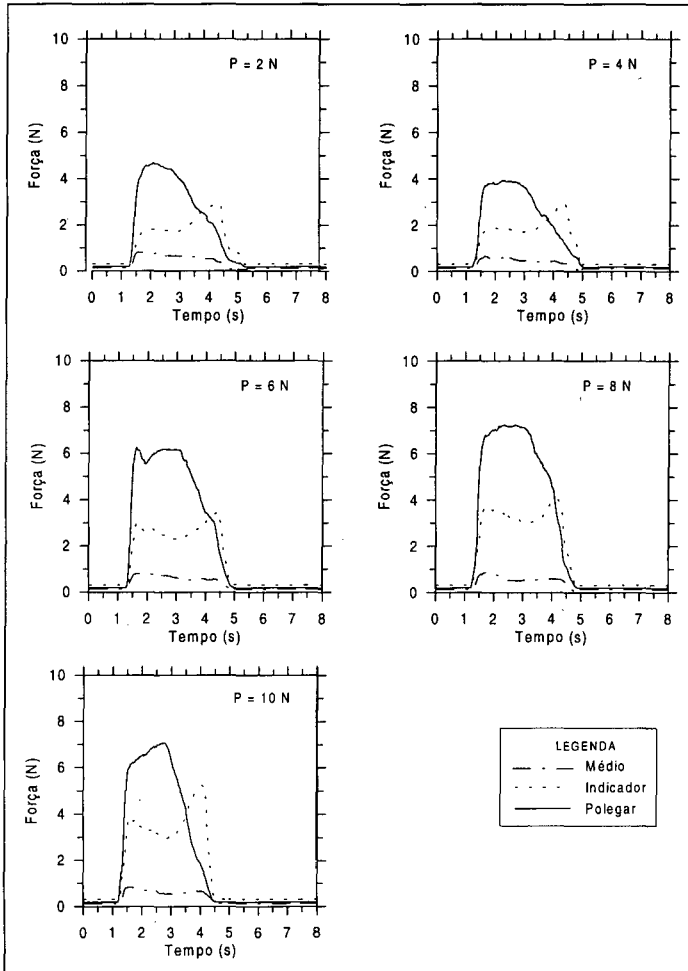 10
8
6
4
2
0
Força (N)
P = 2 N
0 1 2 3 4 5 6 7 8
Tempo (s)
10
8
6
4
2
0
Força (N)
P = 4 N
0 1 2 3 4 5 6 7 8
Tempo (s)
10
8
6
4
2
0
Força (N)
P = 6 N
0 1 2 3 4 5 6 7 8
Tempo (s)
10
8
6
4
2
0
Força (N)
P = 8 N
0 1 2 3 4 5 6 7 8
Tempo (s)
10
8
6
4
2
0
Força (N)
P = 10 N
0 1 2 3 4 5 6 7 8
Tempo (s)
LEGENDA
Médio
Indicador
Polegar